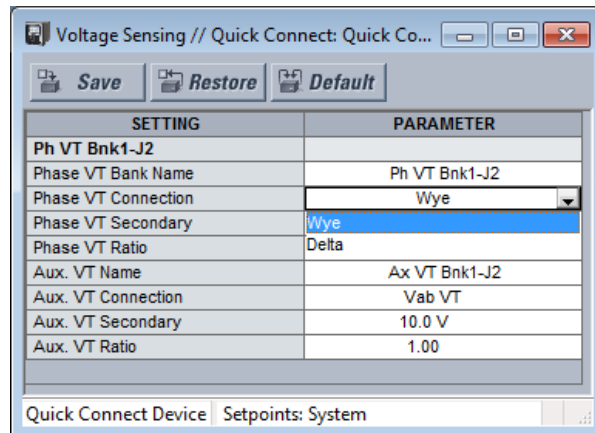 Voltage Sensing // Quick Connect: Quick Co...
Save Restore Default
SETTING PARAMETER
Ph VT Bnk1-J2
Phase VT Bank Name Ph VT Bnk1-J2
Phase VT Connection Wye
Phase VT Secondary Wye
Phase VT Ratio Delta
Aux. VT Name Ax VT Bnk1-J2
Aux. VT Connection Vab VT
Aux. VT Secondary 10.0 V
Aux. VT Ratio 1.00
Quick Connect Device Setpoints: System